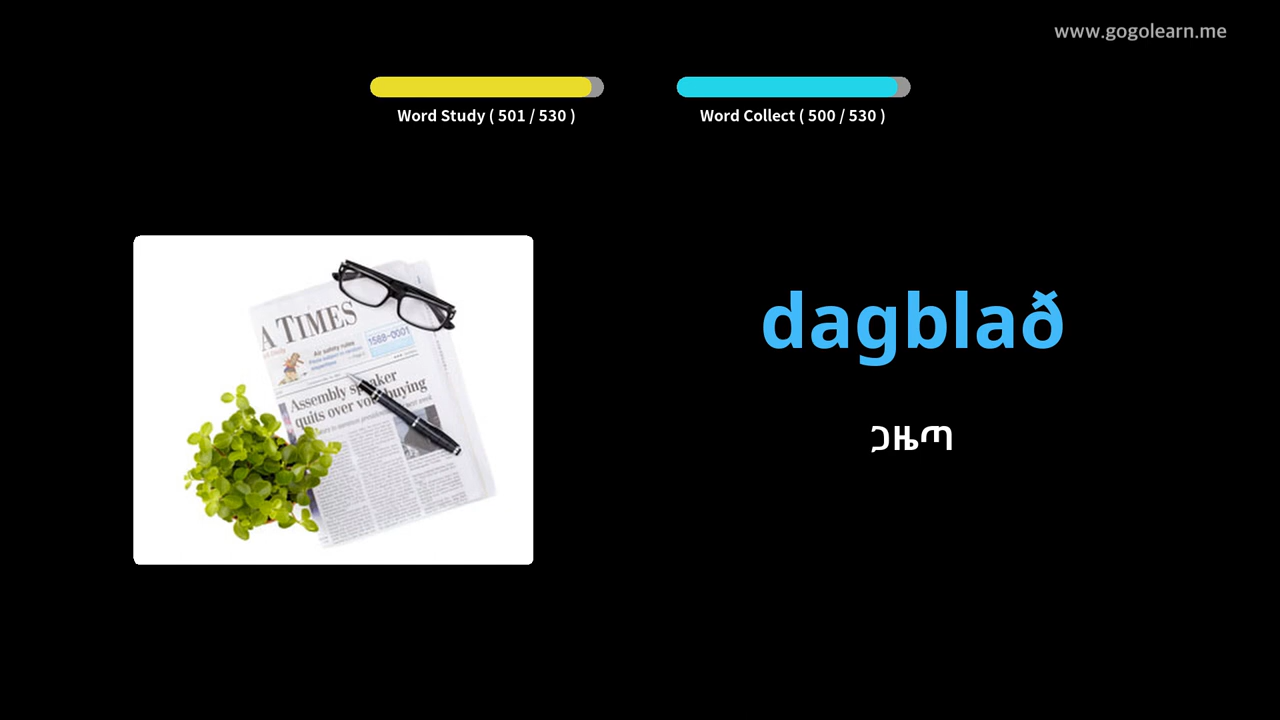 www.gogolearn.me
Word Study ( 501 / 530 )
Word Collect ( 500 / 530 )
A TIMES
Air safety rules
1588-0001
Assembly speaker
quits over vote buying
dagblað
ጋዜጣ